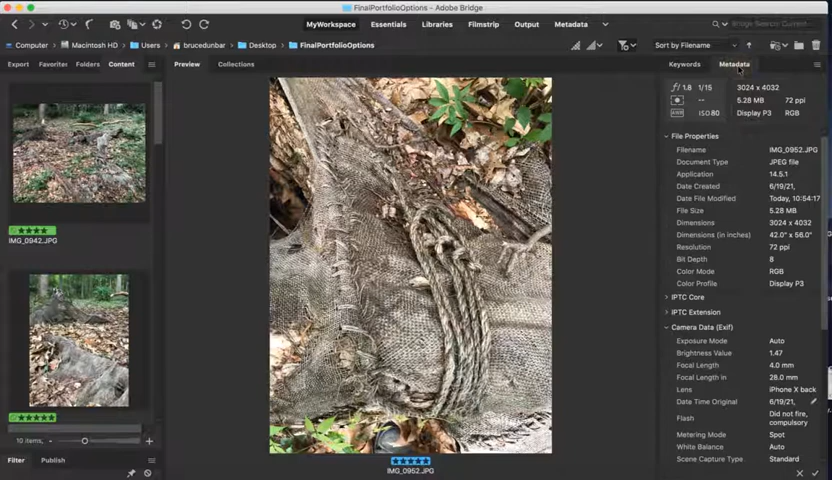 FinalPortfolioOptions - Adobe Bridge
MyWorkspace Essentials Libraries Filmstrip Output Metadata Bridge Search: Current
Computer Macintosh HD Users brucedunbar Desktop FinalPortfolioOptions Sort by Filename
Export Favorites Folders Content Preview Collections Keywords Metadata
f/ 1.8 1/15 3024 x 4032
-- 5.28 MB 72 ppi
ISO80 Display P3 RGB
File Properties
Filename IMG_0952.JPG
Document Type JPEG file
Application 14.5.1
Date Created 6/19/21,
Date File Modified Today, 10:54:17
File Size 5.28 MB
Dimensions 3024 x 4032
Dimensions (in inches) 42.0" x 56.0"
Resolution 72 ppi
Bit Depth 8
Color Mode RGB
Color Profile Display P3
IPTC Core
IPTC Extension
Camera Data (Exif)
Exposure Mode Auto
Brightness Value 1.47
Focal Length 4.0 mm
Focal Length in 28.0 mm
Lens iPhone X back
Date Time Original 6/19/21,
Flash Did not fire,
compulsory
Metering Mode Spot
White Balance Auto
Scene Capture Type Standard
IMG_0942.JPG
10 items,
Filter Publish
IMG_0952.JPG